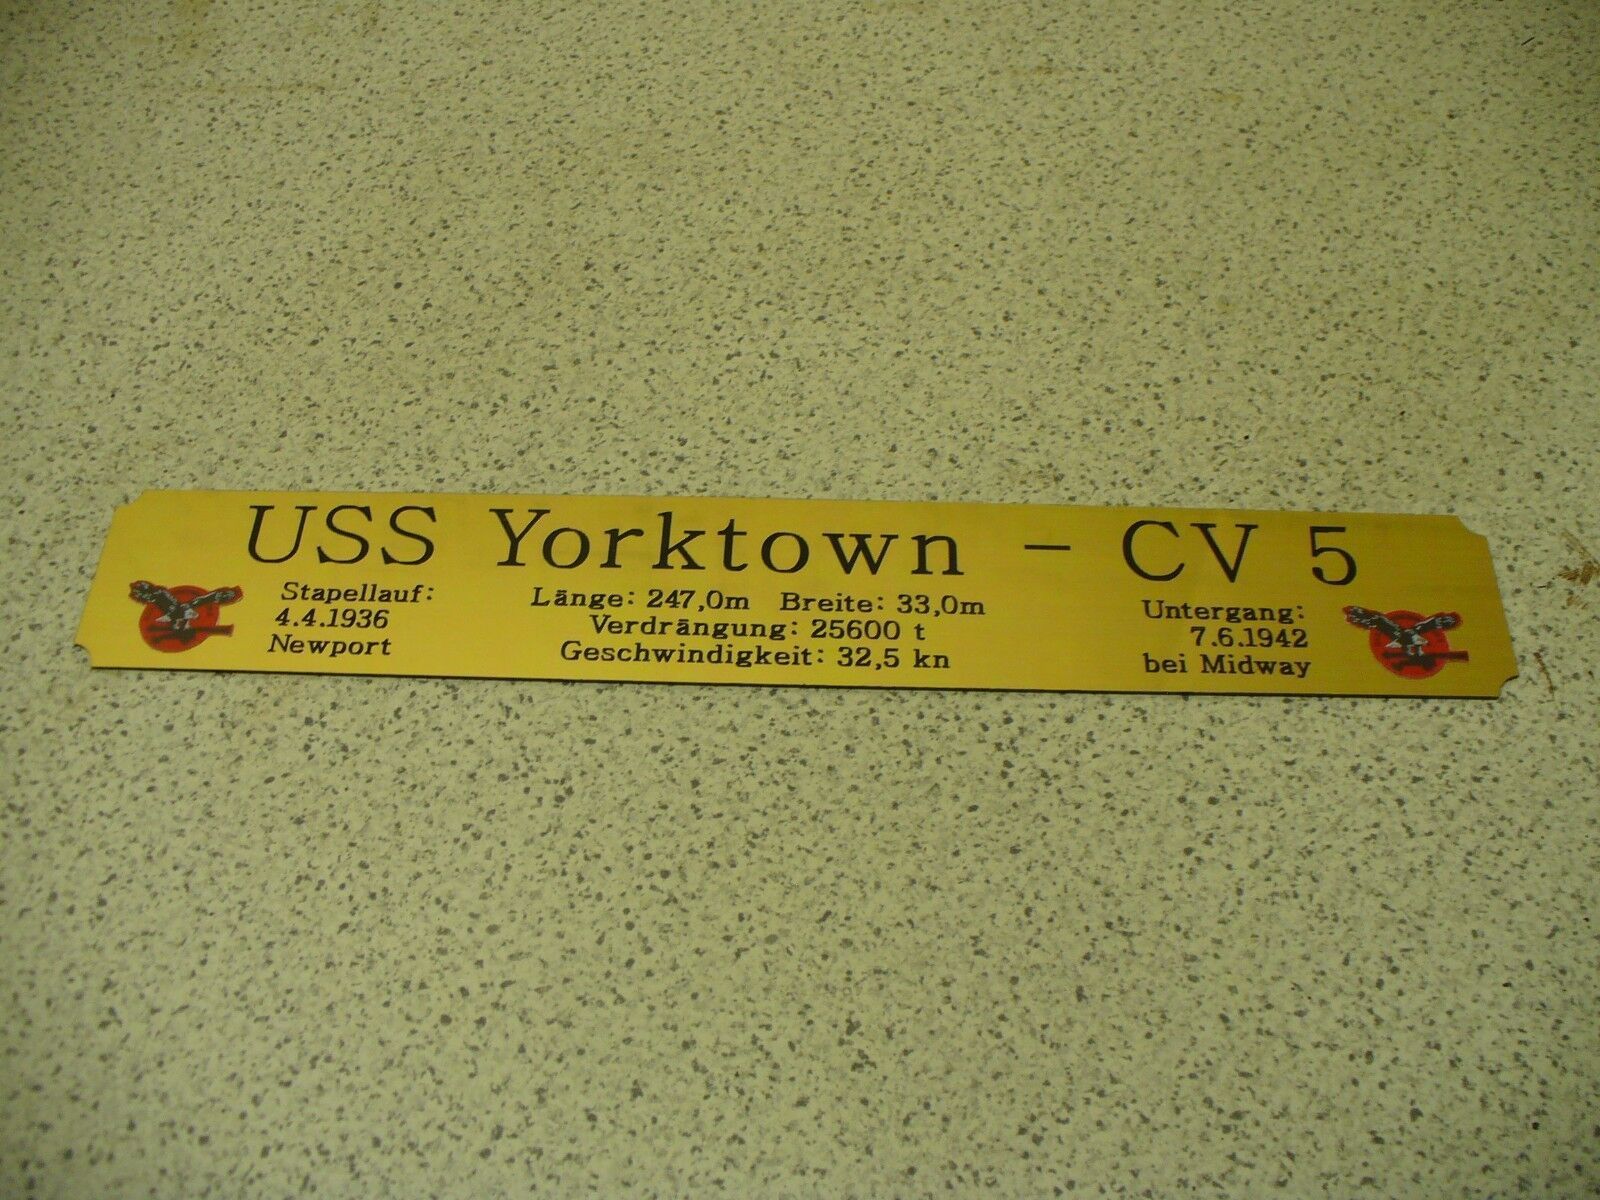 USS Yorktown - CV 5
Stapellauf:
4.4.1936
Newport
Länge: 247,0m Breite: 33,0m
Verdrängung: 25600 t
Geschwindigkeit: 32,5 kn
Untergang:
7.6.1942
bei Midway